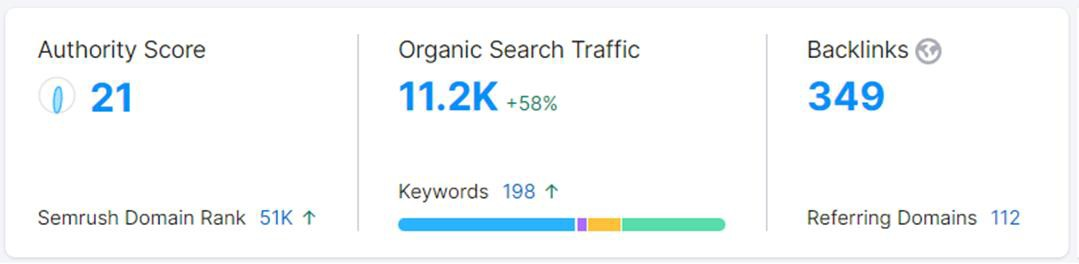 Authority Score
21
Semrush Domain Rank 51K ↑
Organic Search Traffic
11.2K +58%
Keywords 198 ↑
Backlinks
349
Referring Domains 112